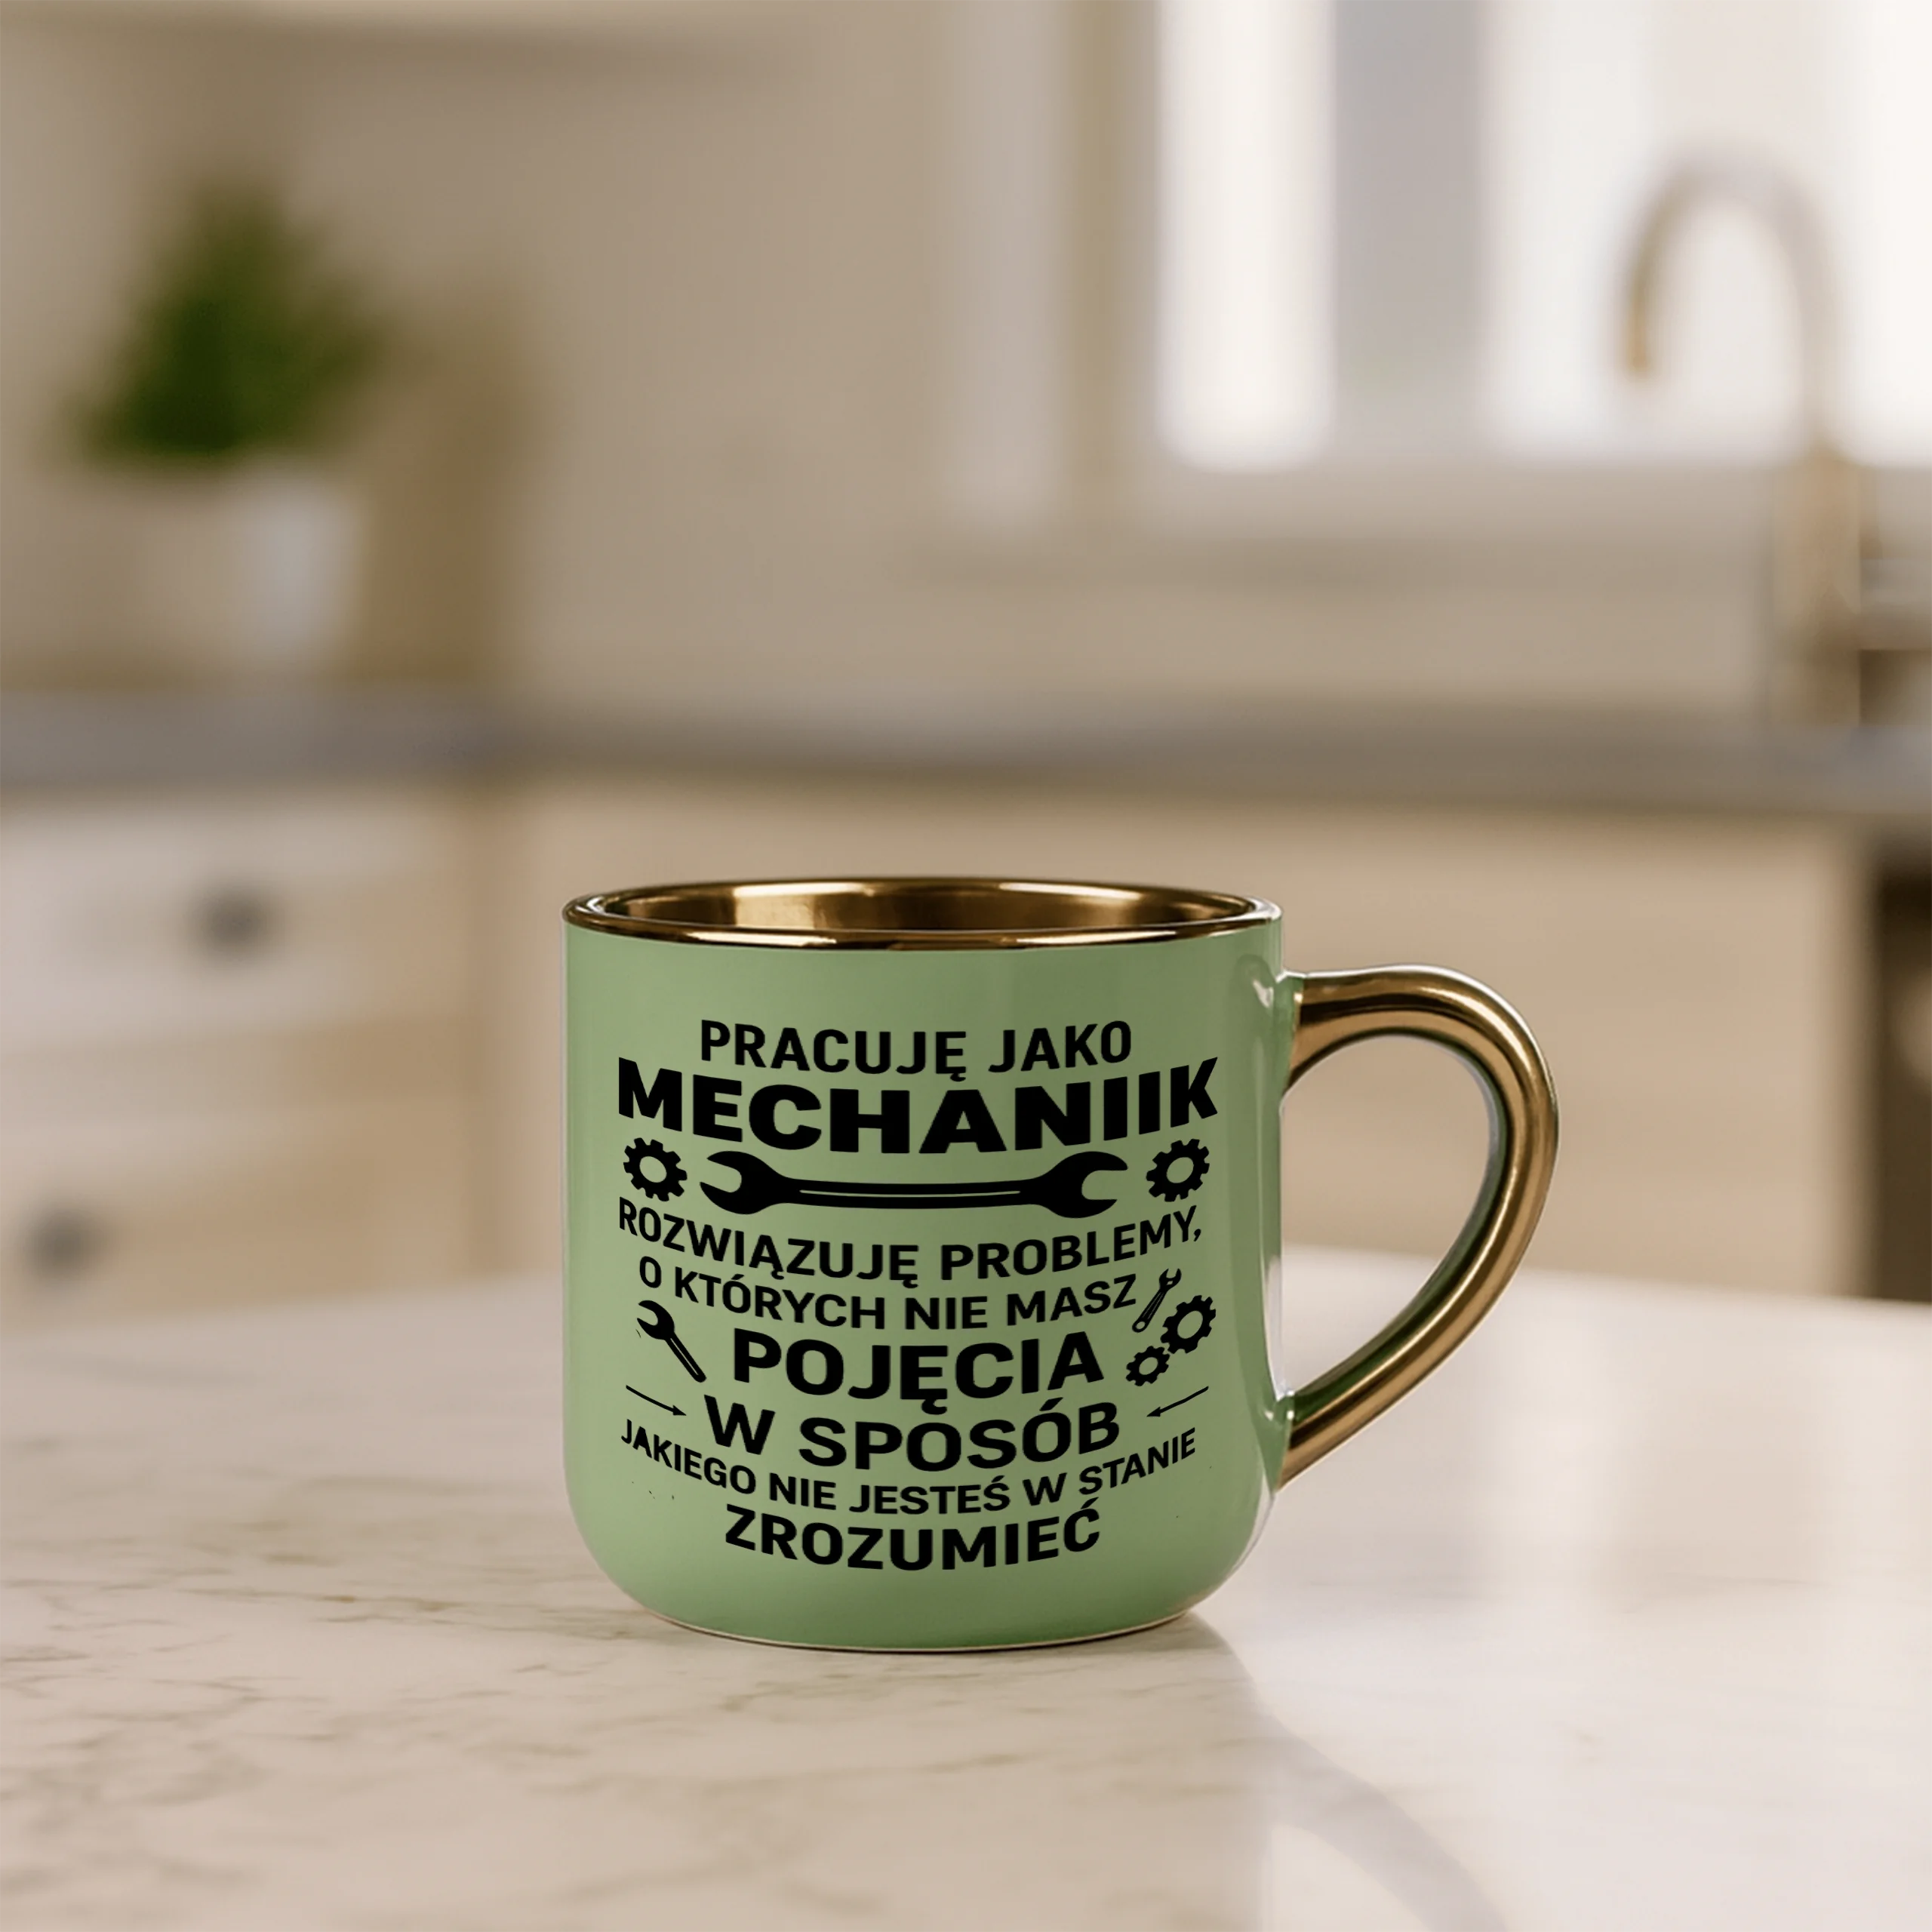 PRACUJĘ JAKO
MECHANIIK
ROZWIĄZUJĘ PROBLEMY,
O KTÓRYCH NIE MASZ
POJĘCIA
W SPOSÓB
JAKIEGO NIE JESTEŚ W STANIE
ZROZUMIEĆ